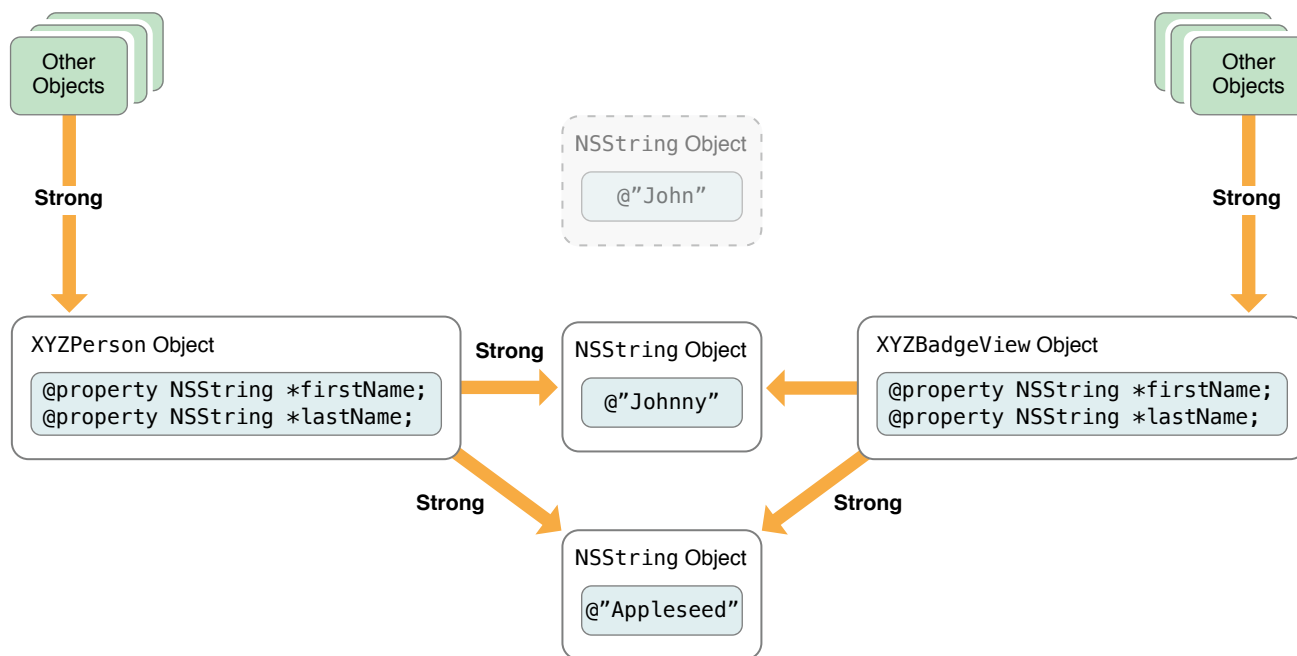 Other
Objects
Other
Objects
NSString Object
@”John”
Strong
Strong
XYZPerson Object
@property NSString *firstName;
@property NSString *lastName;
Strong
NSString Object
@”Johnny”
XYZBadgeView Object
@property NSString *firstName;
@property NSString *lastName;
Strong
Strong
NSString Object
@”Appleseed”